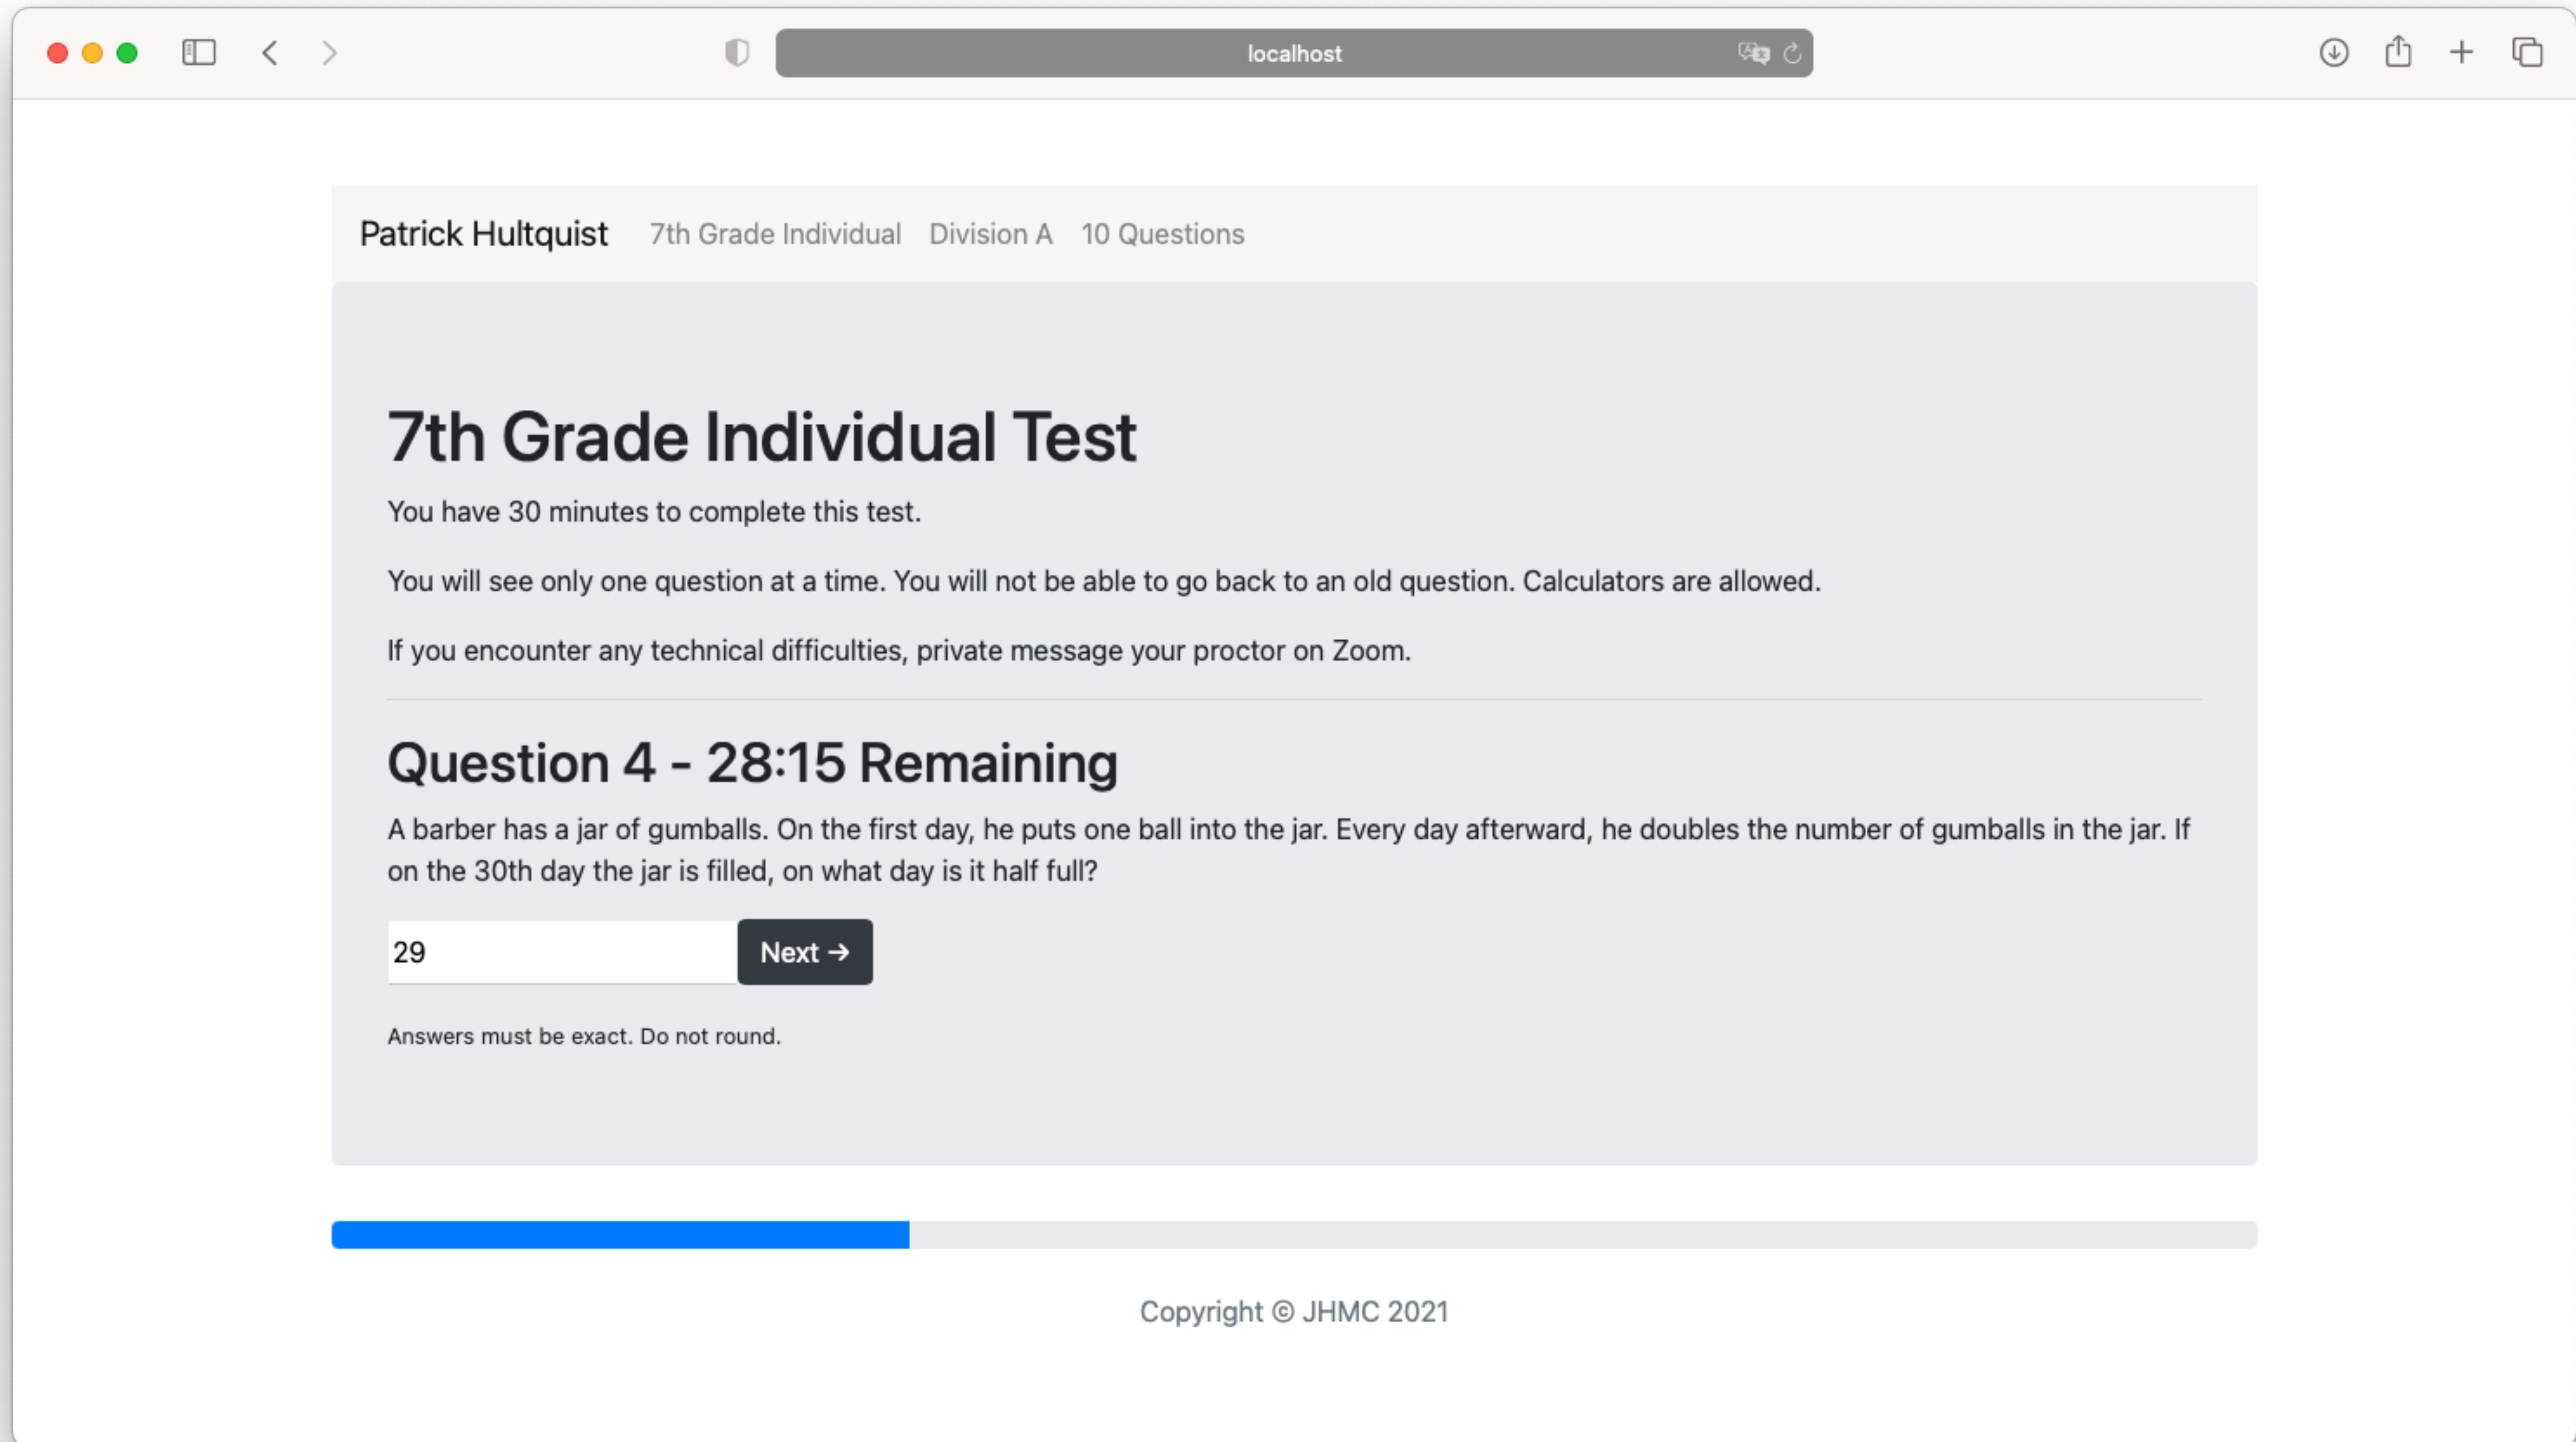 localhost
Patrick Hultquist 7th Grade Individual Division A 10 Questions
7th Grade Individual Test
You have 30 minutes to complete this test.
You will see only one question at a time. You will not be able to go back to an old question. Calculators are allowed.
If you encounter any technical difficulties, private message your proctor on Zoom.
Question 4 - 28:15 Remaining
A barber has a jar of gumballs. On the first day, he puts one ball into the jar. Every day afterward, he doubles the number of gumballs in the jar. If
on the 30th day the jar is filled, on what day is it half full?
29 Next →
Answers must be exact. Do not round.
Copyright © JHMC 2021